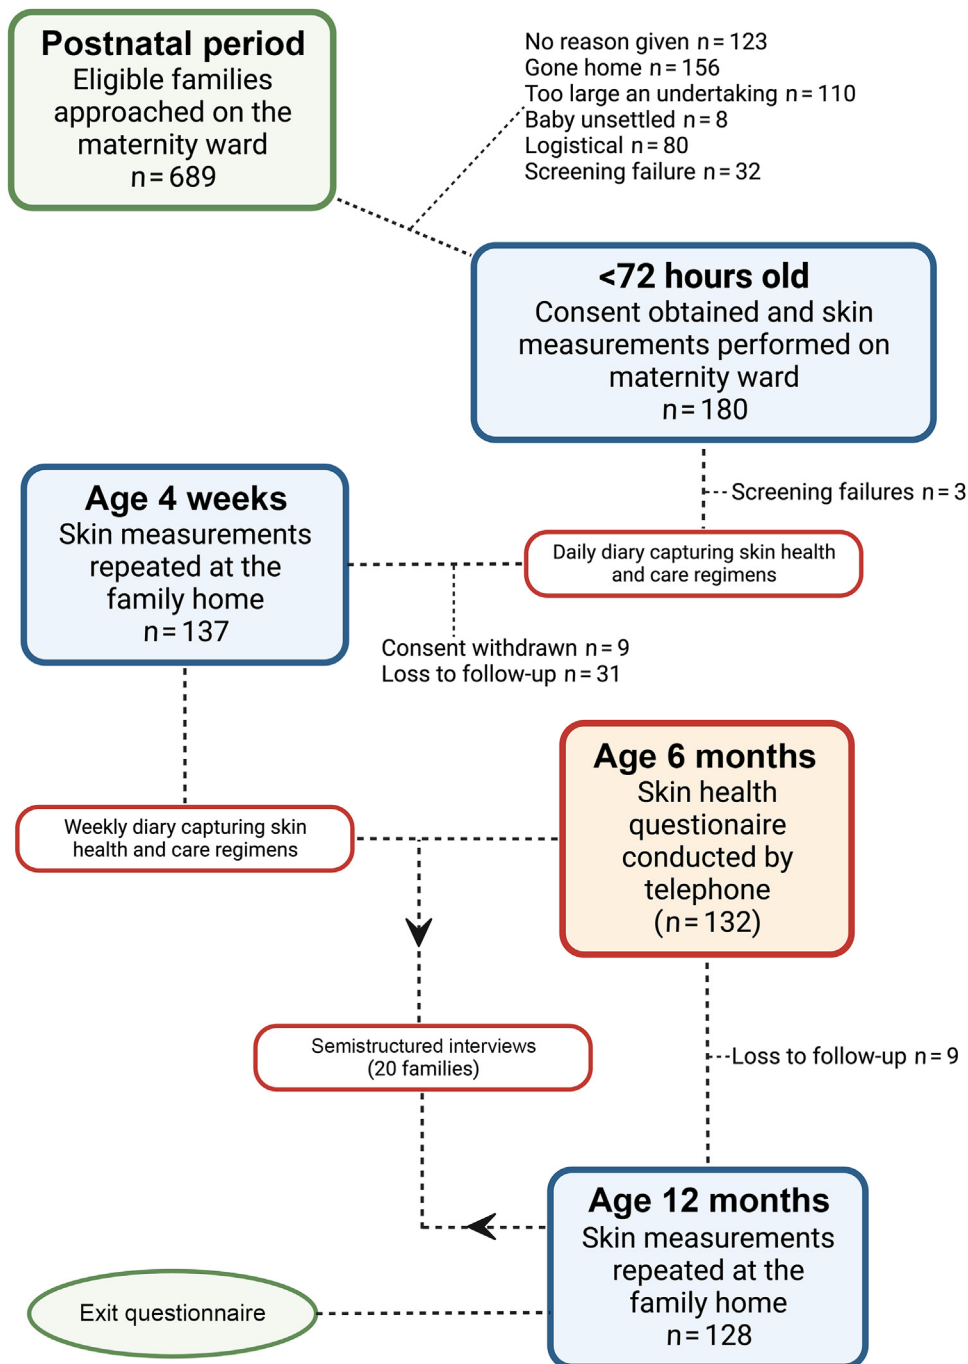 Postnatal period
Eligible families
approached on the
maternity ward
n=689
No reason given n=123
Gone home n=156
Too large an undertaking n=110
Baby unsettled n=8
Logistical n=80
Screening failure n=32
<72 hours old
Consent obtained and skin
measurements performed on
maternity ward
n=180
Screening failures n=3
Daily diary capturing skin health
and care regimens
Age 4 weeks
Skin measurements
repeated at the
family home
n=137
Consent withdrawn n=9
Loss to follow-up n=31
Weekly diary capturing skin
health and care regimens
Age 6 months
Skin health
questionaire
conducted by
telephone
(n=132)
Semistructured interviews
(20 families)
Loss to follow-up n=9
Age 12 months
Skin measurements
repeated at the
family home
n=128
Exit questionnaire